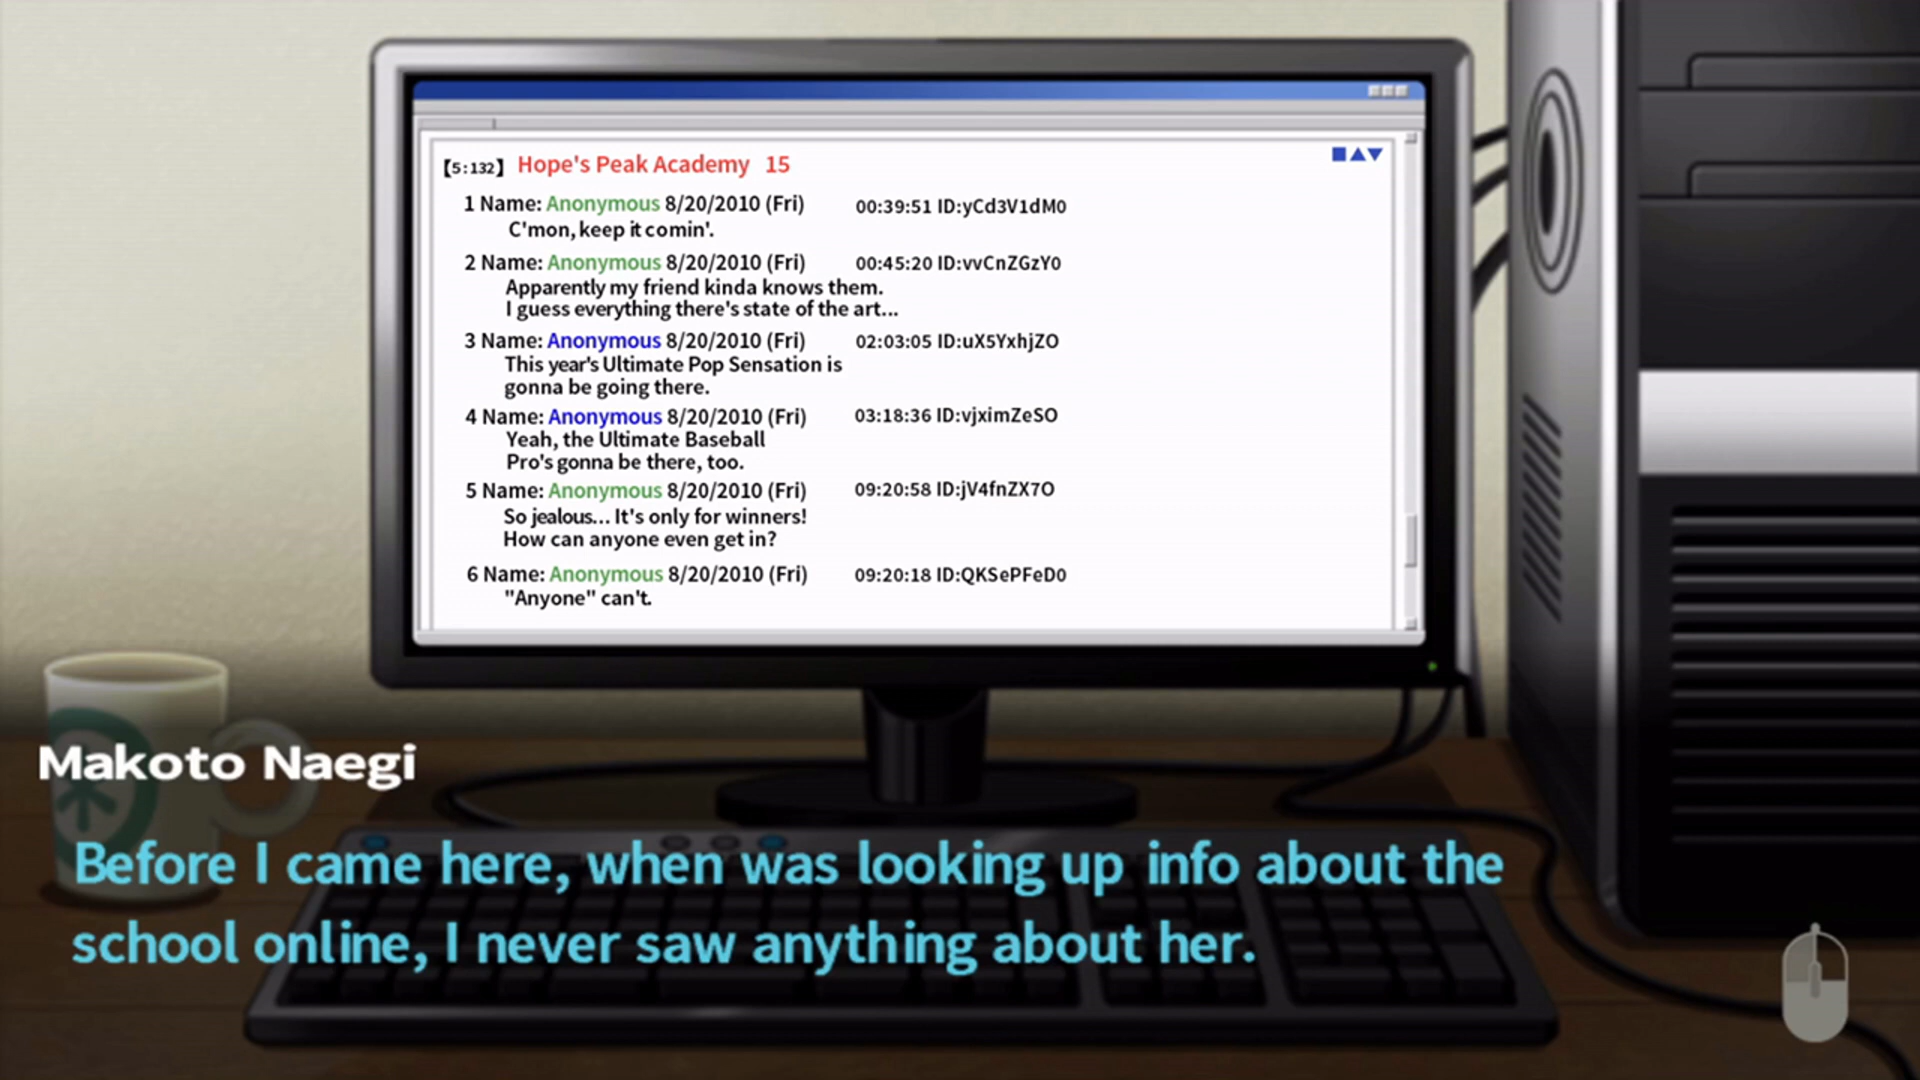 【5:132】 Hope's Peak Academy 15
1 Name: Anonymous 8/20/2010 (Fri) 00:39:51 ID:yCd3V1dM0
C'mon, keep it comin'.
2 Name: Anonymous 8/20/2010 (Fri) 00:45:20 ID:vvCnZGzY0
Apparently my friend kinda knows them.
I guess everything there's state of the art...
3 Name: Anonymous 8/20/2010 (Fri) 02:03:05 ID:uX5YxhjZO
This year's Ultimate Pop Sensation is
gonna be going there.
4 Name: Anonymous 8/20/2010 (Fri) 03:18:36 ID:vjximZeSO
Yeah, the Ultimate Baseball
Pro's gonna be there, too.
5 Name: Anonymous 8/20/2010 (Fri) 09:20:58 ID:jV4fnZX7O
So jealous... It's only for winners!
How can anyone even get in?
6 Name: Anonymous 8/20/2010 (Fri) 09:20:18 ID:QKSePFeD0
"Anyone" can't.
Makoto Naegi
Before I came here, when was looking up info about the
school online, I never saw anything about her.